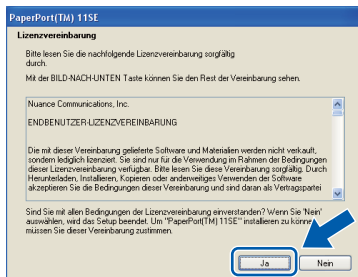 PaperPort(TM) 11SE
Lizenzvereinbarung
Bitte lesen Sie die nachfolgende Lizenzvereinbarung sorgfältig
durch.
Mit der BILD-NACH-UNTEN Taste können Sie den Rest der Vereinbarung sehen.
Nuance Communications, Inc.
ENDBENUTZER-LIZENZVEREINBARUNG
Die mit dieser Vereinbarung gelieferte Software und Materialien werden nicht verkauft,
sondern lediglich lizenziert. Sie sind nur für die Verwendung im Rahmen der Bedingungen
dieser Lizenzvereinbarung verfügbar. Bitte lesen Sie diese Vereinbarung sorgfältig. Durch
Herunterladen, Installieren, Kopieren oder anderweitiges Verwenden der Software
akzeptieren Sie die Bedingungen dieser Vereinbarung und sind daran als Vertragspartei
Sind Sie mit allen Bedingungen der Lizenzvereinbarung einverstanden? Wenn Sie 'Nein'
auswählen, wird das Setup beendet. Um "PaperPort(TM) 11SE" installieren zu könne
müssen Sie dieser Vereinbarung zustimmen.
Ja
Nein